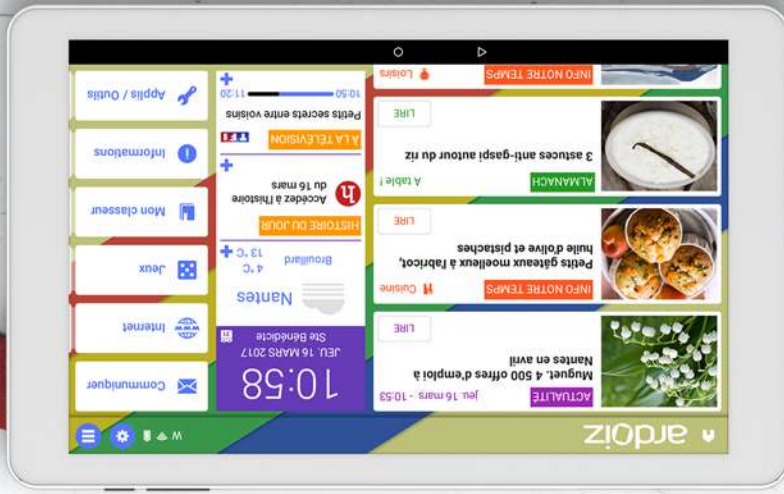 ardoiz
W
ACTUALITÉ
jeu 16 mars - 10:53
Muguet. 4 500 offres d'emploi à
Nantes en avril
LIRE
INFO NOTRE TEMPS
Cuisine
Petits gâteaux moelleux à l'abricot,
huile d'olive et pistaches
LIRE
ALMANACH
A table !
3 astuces anti-gaspi autour du riz
LIRE
INFO NOTRE TEMPS
Loisirs
10:58
JEU. 16 MARS 2017
Ste Bénédicte
31
Nantes
Brouillard
4 °C
13 °C
HISTOIRE DU JOUR
h
Accédez à l'histoire
du 16 mars
À LA TÉLÉVISION
TF1
Petits secrets entre voisins
10:50
11:20
Communiquer
www
Internet
Jeux
Mon classeur
Informations
Applis / Outils